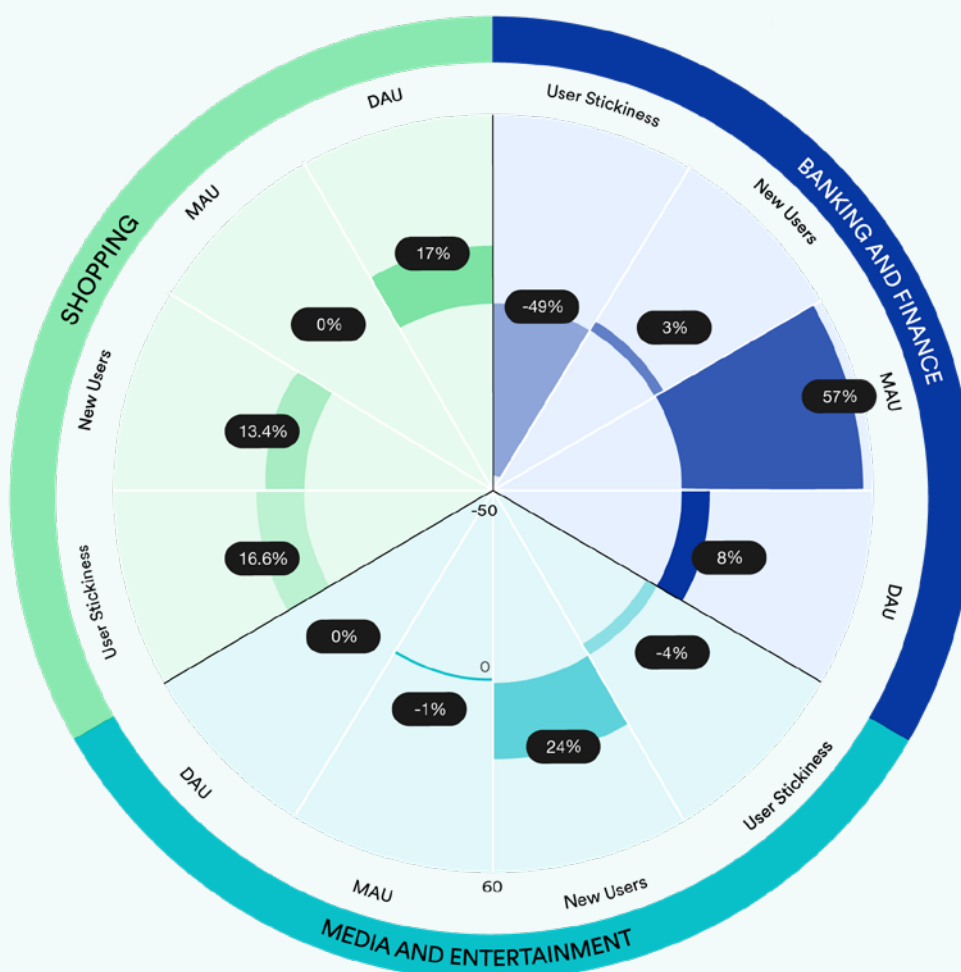 DAU
User Stickiness
MAU
New Users
SHOPPING
BANKING AND FINANCE
17%
-49%
0%
3%
New Users
MAU
57%
13.4%
-50
User Stickiness
16.6%
8%
DAU
0%
0
-4%
-1%
24%
DAU
User Stickiness
MAU
60
New Users
MEDIA AND ENTERTAINMENT